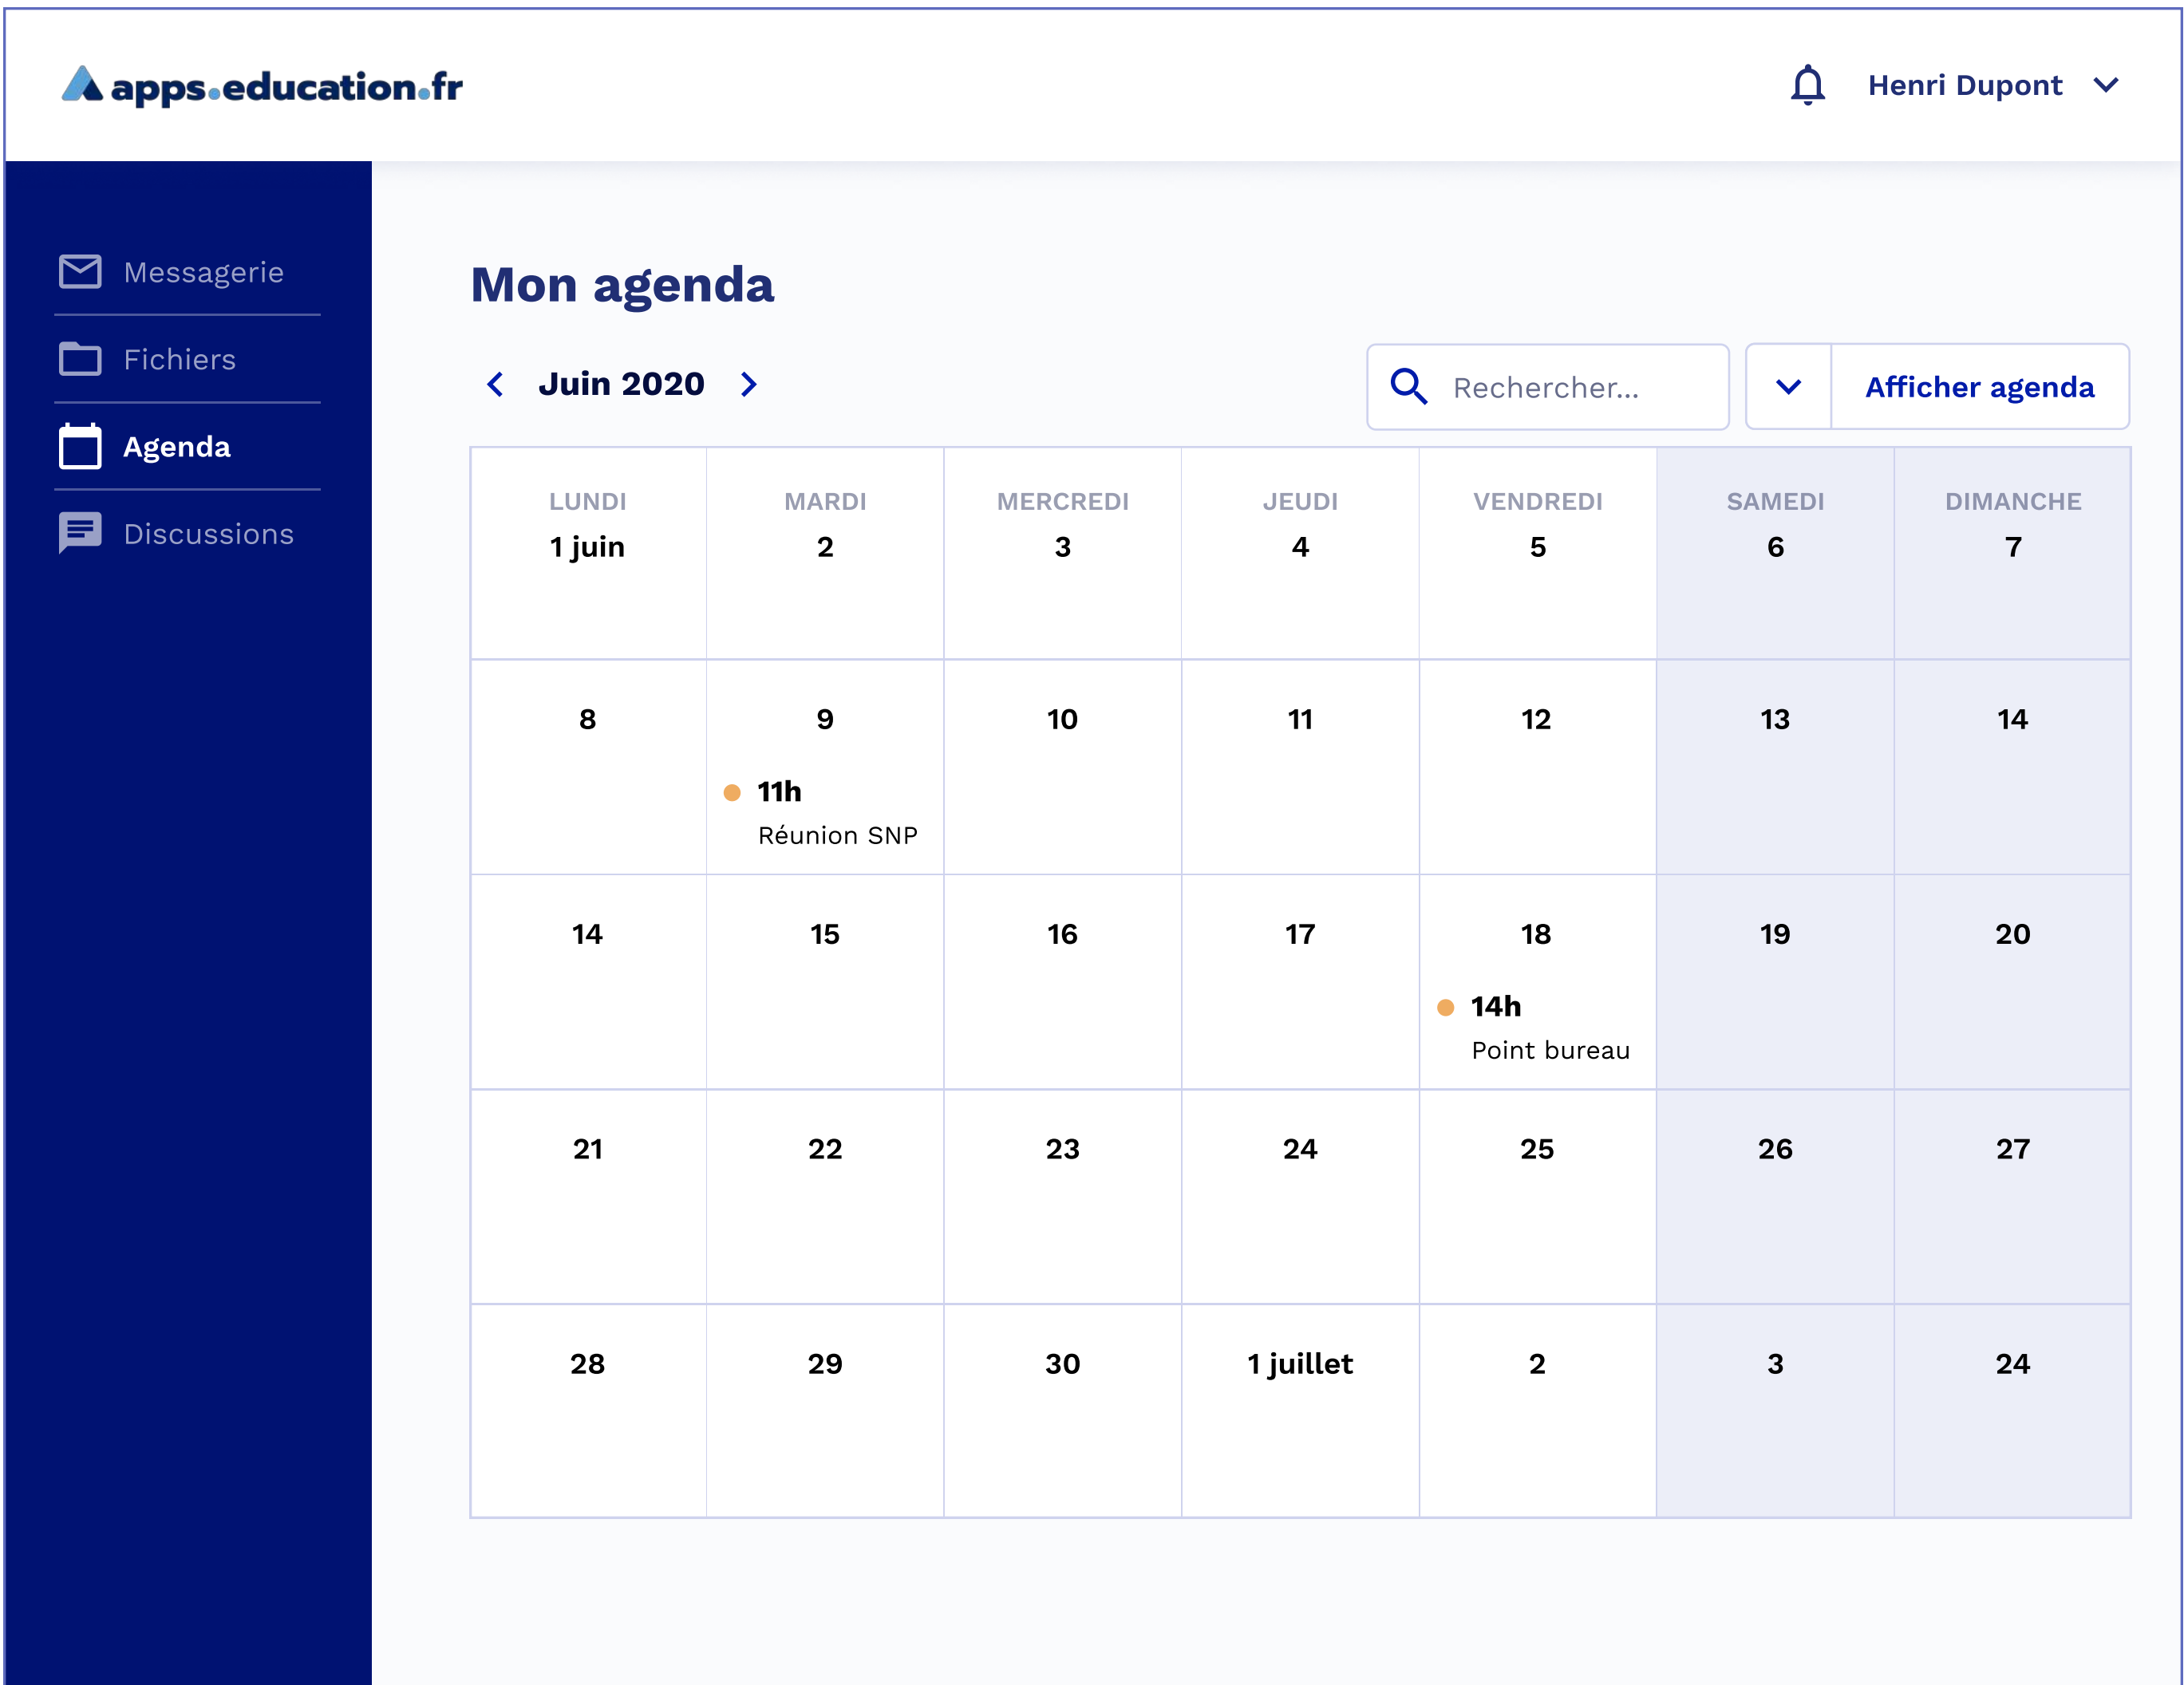 apps.education.fr
Henri Dupont
Messagerie
Fichiers
Agenda
Discussions
Mon agenda
Juin 2020
Rechercher...
Afficher agenda
LUNDI MARDI MERCREDI JEUDI VENDREDI SAMEDI DIMANCHE
1 juin 2 3 4 5 6 7
8 9 10 11 12 13 14
11h
Réunion SNP
14 15 16 17 18 19 20
14h
Point bureau
21 22 23 24 25 26 27
28 29 30 1 juillet 2 3 24